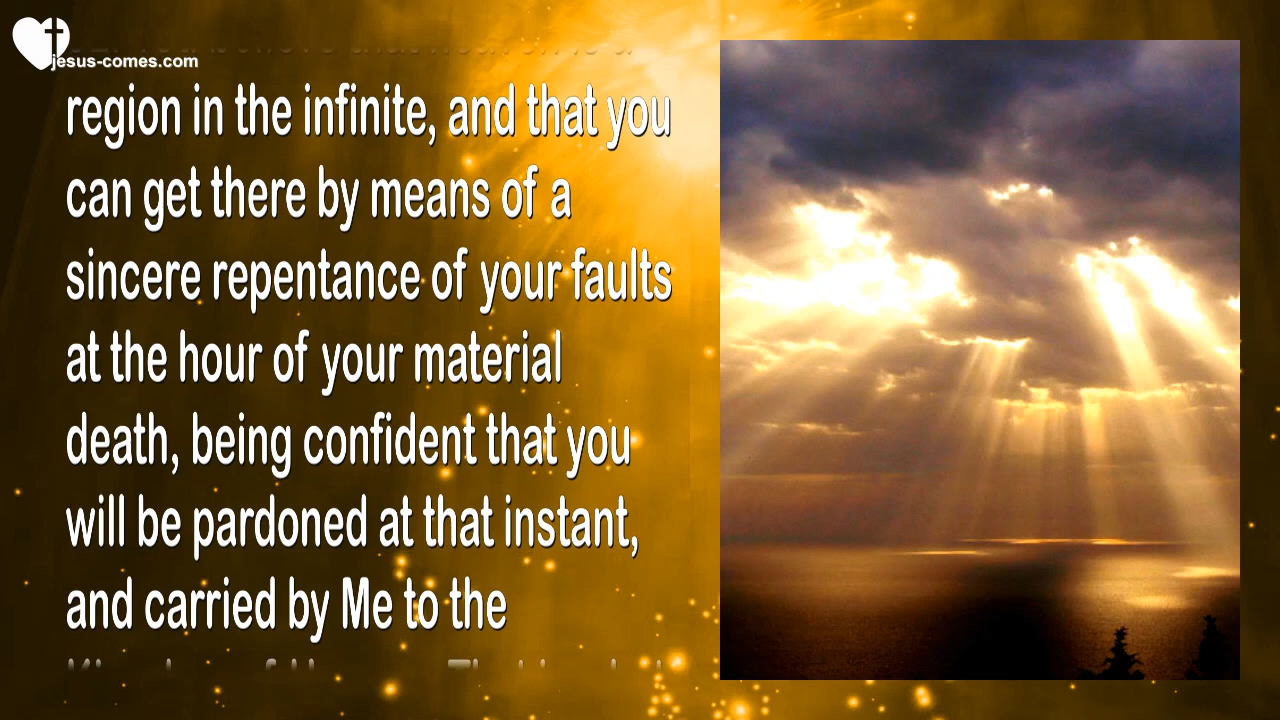 jesus-comes.com
region in the infinite, and that you
can get there by means of a
sincere repentance of your faults
at the hour of your material
death, being confident that you
will be pardoned at that instant,
and carried by Me to the